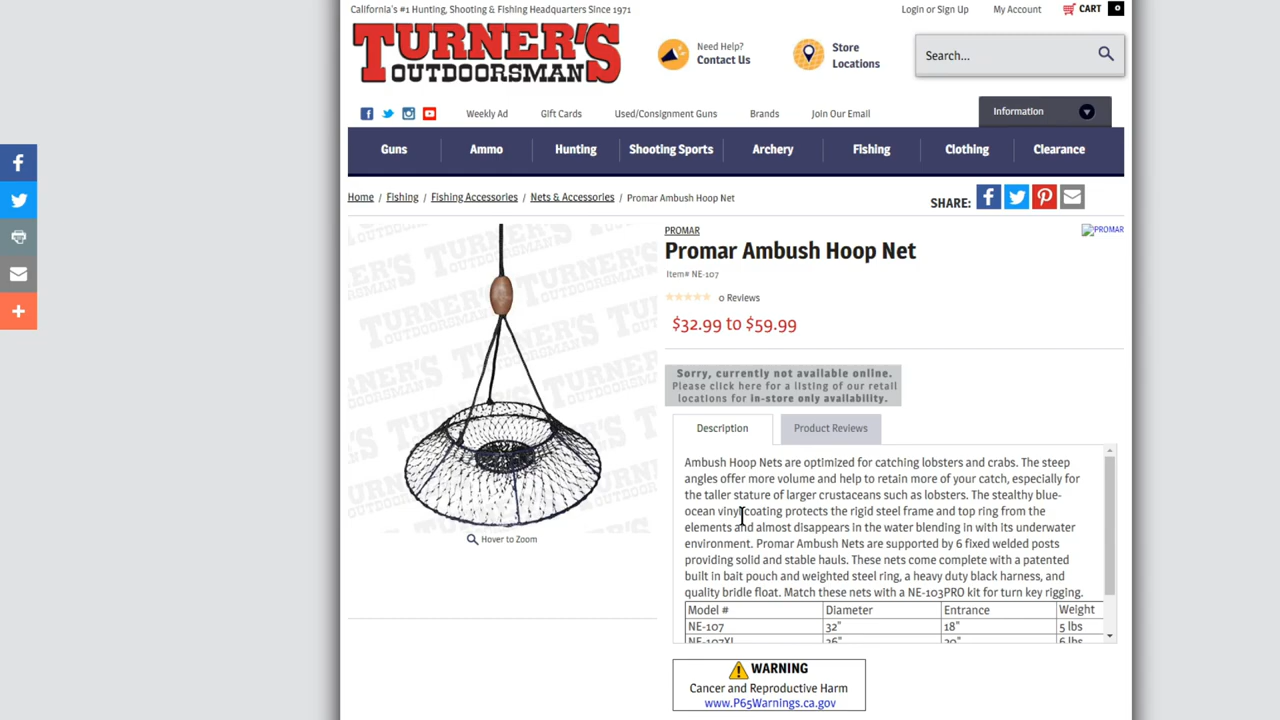 California's #1 Hunting, Shooting & Fishing Headquarters Since 1971
Login or Sign Up
My Account
CART 0
TURNER'S
OUTDOORSMAN
Need Help?
Contact Us
Store
Locations
Search...
Weekly Ad
Gift Cards
Used/Consignment Guns
Brands
Join Our Email
Information
Guns
Ammo
Hunting
Shooting Sports
Archery
Fishing
Clothing
Clearance
Home / Fishing / Fishing Accessories / Nets & Accessories / Promar Ambush Hoop Net
SHARE:
PROMAR
PROMAR
Promar Ambush Hoop Net
Item# NE-107
0 Reviews
$32.99 to $59.99
Sorry, currently not available online.
Please click here for a listing of our retail
locations for in-store only availability.
Hover to Zoom
Description
Product Reviews
Ambush Hoop Nets are optimized for catching lobsters and crabs. The steep
angles offer more volume and help to retain more of your catch, especially for
the taller stature of larger crustaceans such as lobsters. The stealthy blue-
ocean vinyl coating protects the rigid steel frame and top ring from the
elements and almost disappears in the water blending in with its underwater
environment. Promar Ambush Nets are supported by 6 fixed welded posts
providing solid and stable hauls. These nets come complete with a patented
built in bait pouch and weighted steel ring, a heavy duty black harness, and
quality bridle float. Match these nets with a NE-103PRO kit for turn key rigging.
Model # Diameter Entrance Weight
NE-107 32" 18" 5 lbs
NE-107XL 36" 20" 6 lbs
WARNING
Cancer and Reproductive Harm
www.P65Warnings.ca.gov